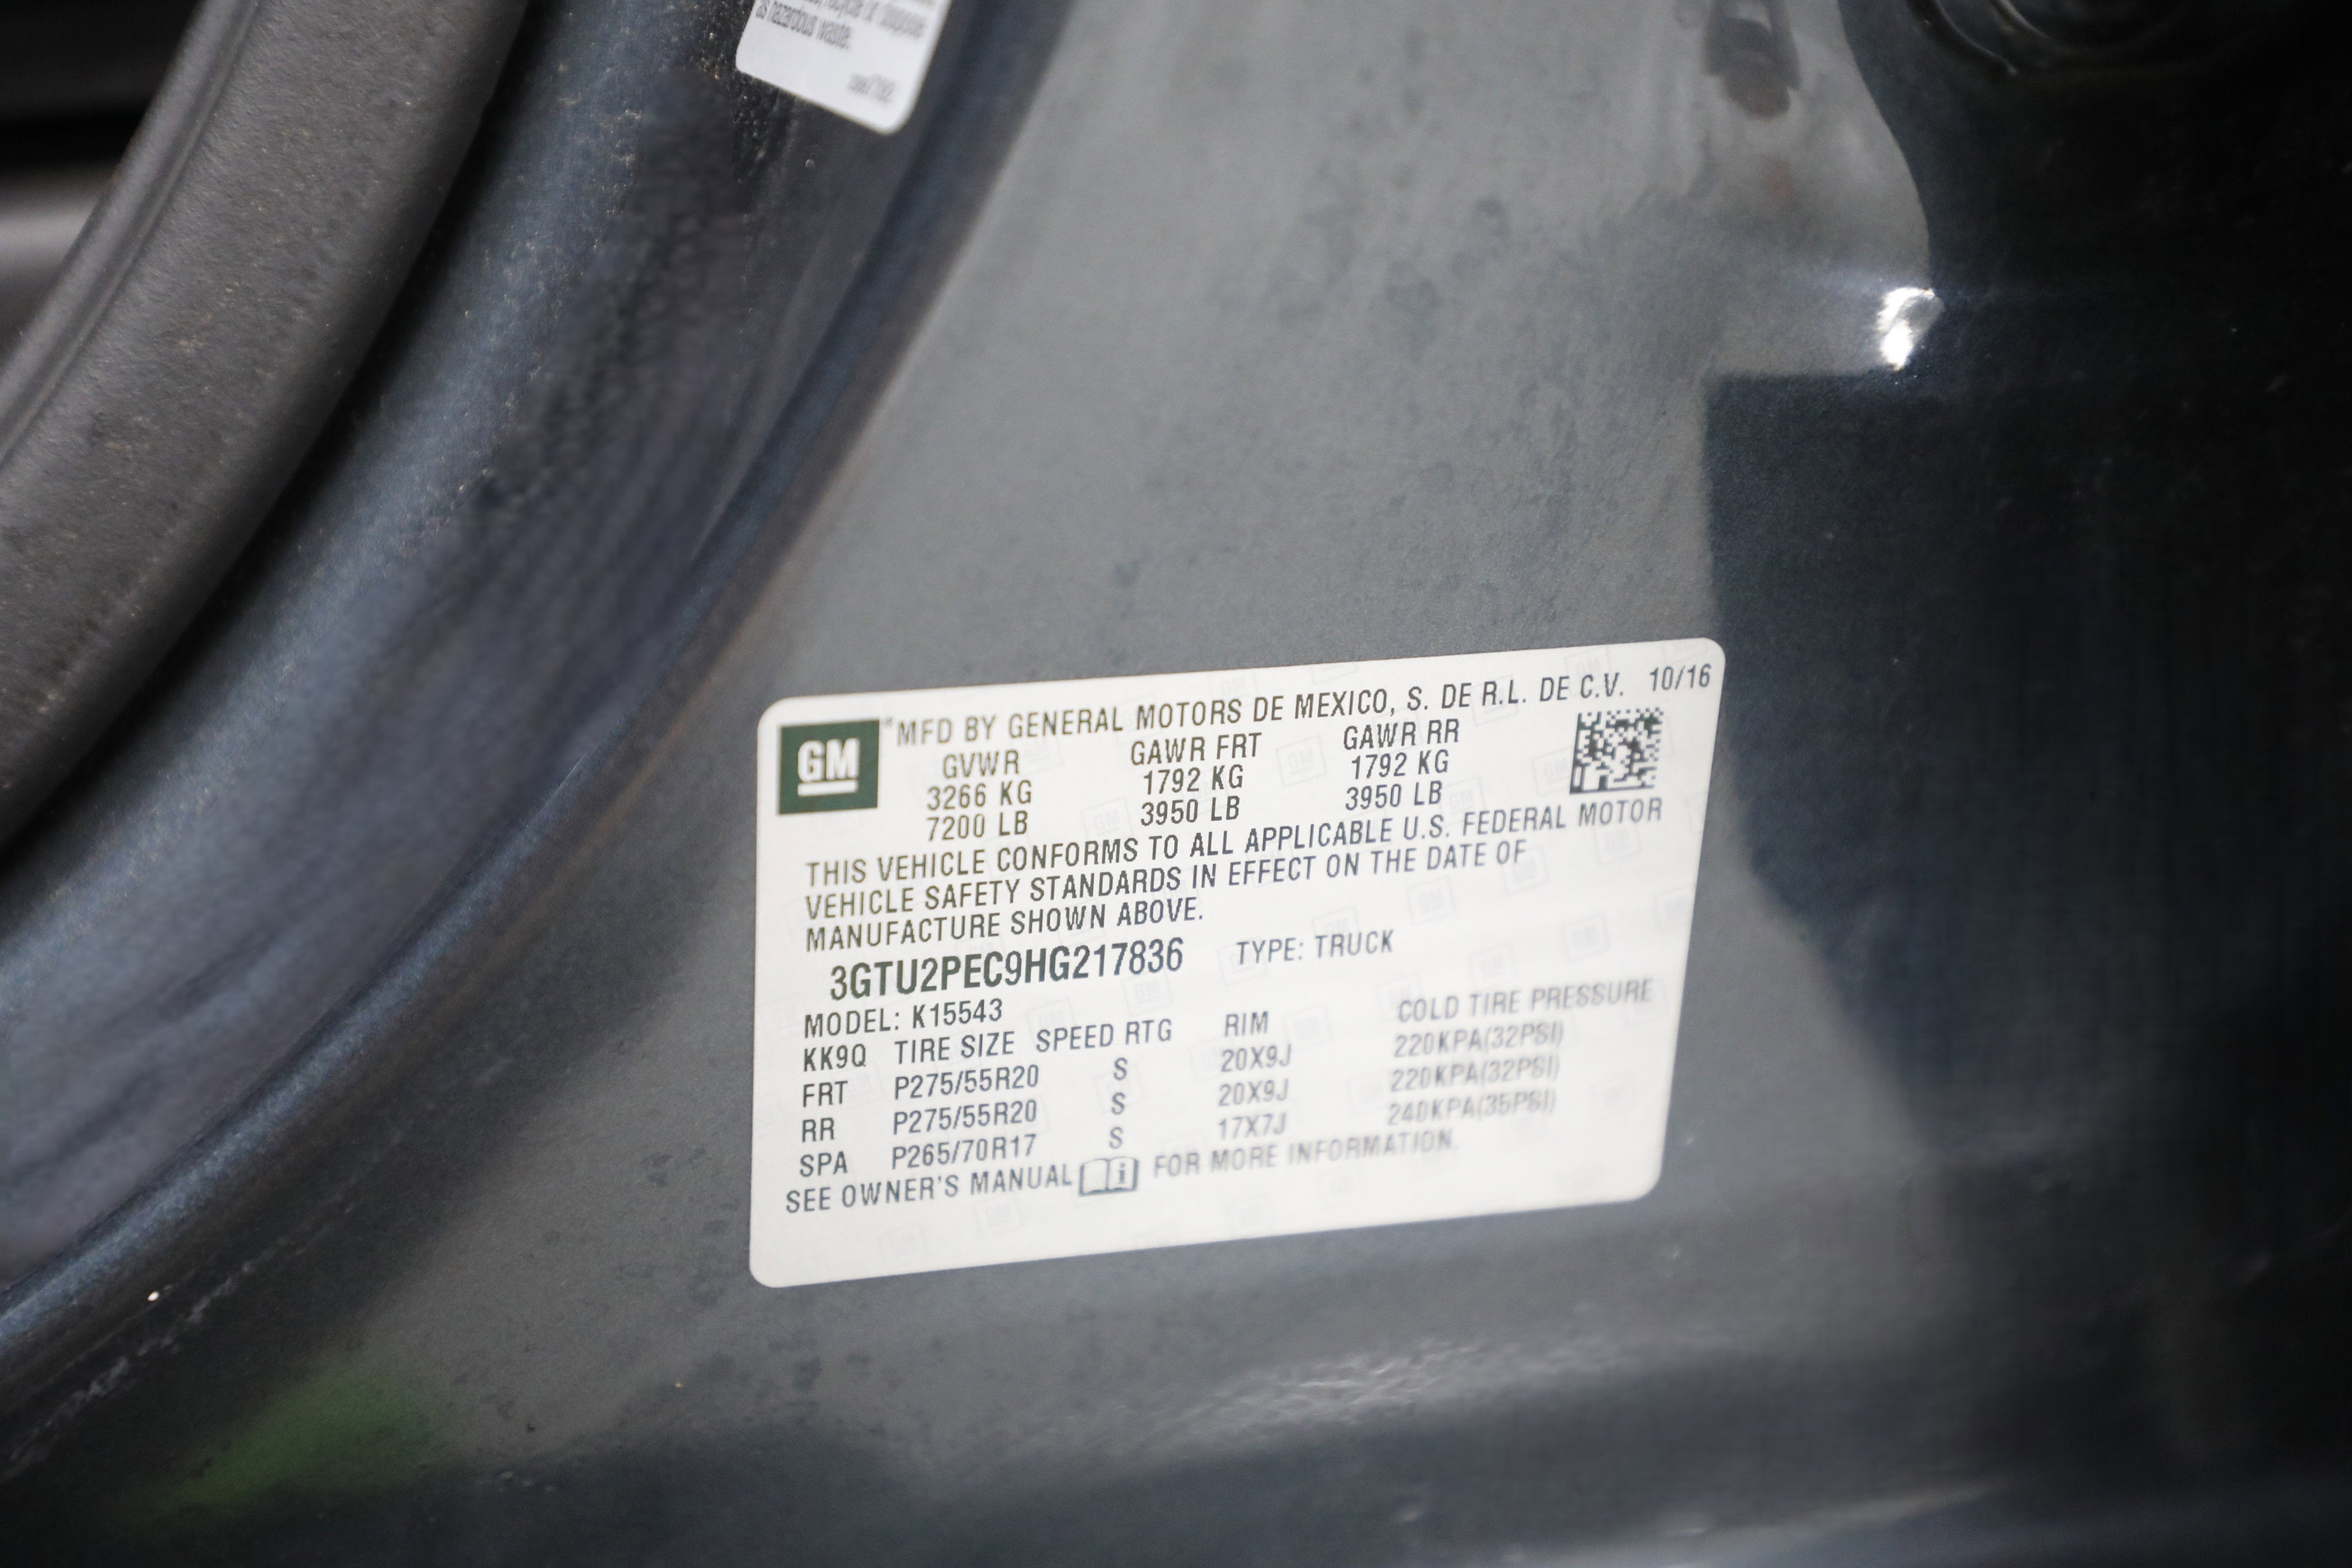 as hazardous waste.
GM
MFD BY GENERAL MOTORS DE MEXICO, S. DE R.L. DE C.V. 10/16
GVWR GAWR FRT GAWR RR
3266 KG 1792 KG 1792 KG
7200 LB 3950 LB 3950 LB
THIS VEHICLE CONFORMS TO ALL APPLICABLE U.S. FEDERAL MOTOR
VEHICLE SAFETY STANDARDS IN EFFECT ON THE DATE OF
MANUFACTURE SHOWN ABOVE.
3GTU2PEC9HG217836 TYPE: TRUCK
MODEL: K15543
KK9Q TIRE SIZE SPEED RTG RIM COLD TIRE PRESSURE
FRT P275/55R20 S 20X9J 220KPA(32PSI)
RR P275/55R20 S 20X9J 220KPA(32PSI)
SPA P265/70R17 S 17X7J 240KPA(35PSI)
SEE OWNER'S MANUAL i FOR MORE INFORMATION.